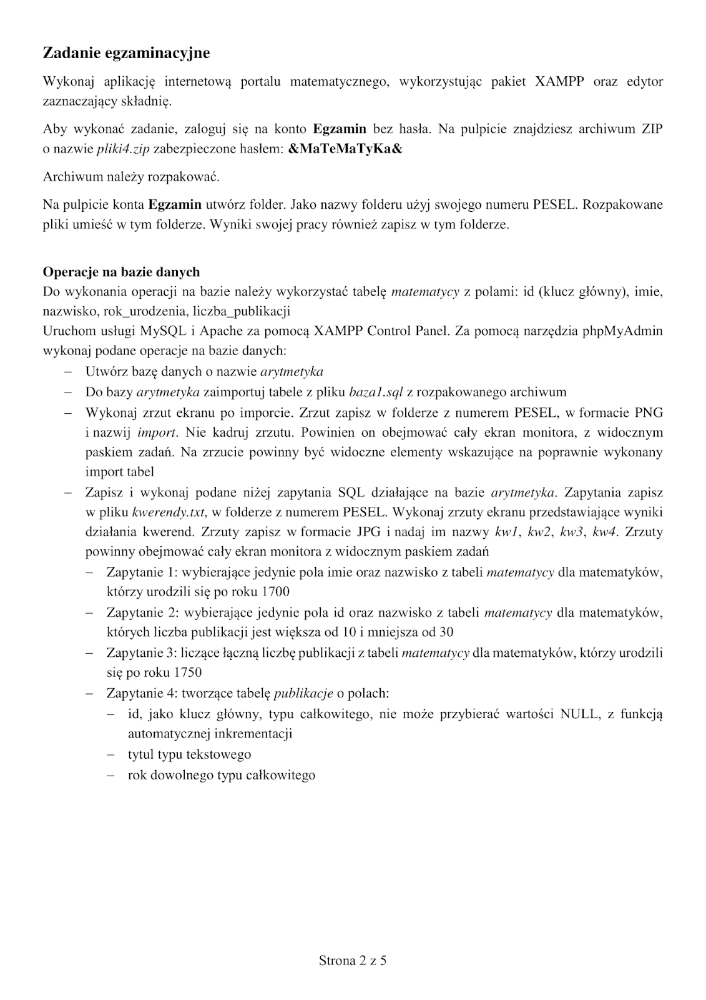 Zadanie egzaminacyjne
Wykonaj aplikację internetową portalu matematycznego, wykorzystując pakiet XAMPP oraz edytor
zaznaczający składnię.
Aby wykonać zadanie, zaloguj się na konto Egzamin bez hasła. Na pulpicie znajdziesz archiwum ZIP
o nazwie pliki4.zip zabezpieczone hasłem: &MaTeMaTyKa&
Archiwum należy rozpakować.
Na pulpicie konta Egzamin utwórz folder. Jako nazwy folderu użyj swojego numeru PESEL. Rozpakowane
pliki umieść w tym folderze. Wyniki swojej pracy również zapisz w tym folderze.
Operacje na bazie danych
Do wykonania operacji na bazie należy wykorzystać tabelę matematycy z polami: id (klucz główny), imie,
nazwisko, rok_urodzenia, liczba_publikacji
Uruchom usługi MySQL i Apache za pomocą XAMPP Control Panel. Za pomocą narzędzia phpMyAdmin
wykonaj podane operacje na bazie danych:
– Utwórz bazę danych o nazwie arytmetyka
– Do bazy arytmetyka zaimportuj tabele z pliku baza1.sql z rozpakowanego archiwum
– Wykonaj zrzut ekranu po imporcie. Zrzut zapisz w folderze z numerem PESEL, w formacie PNG
i nazwij import. Nie kadruj zrzutu. Powinien on obejmować cały ekran monitora, z widocznym
paskiem zadań. Na zrzucie powinny być widoczne elementy wskazujące na poprawnie wykonany
import tabel
– Zapisz i wykonaj podane niżej zapytania SQL działające na bazie arytmetyka. Zapytania zapisz
w pliku kwerendy.txt, w folderze z numerem PESEL. Wykonaj zrzuty ekranu przedstawiające wyniki
działania kwerend. Zrzuty zapisz w formacie JPG i nadaj im nazwy kw1, kw2, kw3, kw4. Zrzuty
powinny obejmować cały ekran monitora z widocznym paskiem zadań
– Zapytanie 1: wybierające jedynie pola imie oraz nazwisko z tabeli matematycy dla matematyków,
którzy urodzili się po roku 1700
– Zapytanie 2: wybierające jedynie pola id oraz nazwisko z tabeli matematycy dla matematyków,
których liczba publikacji jest większa od 10 i mniejsza od 30
– Zapytanie 3: liczące łączną liczbę publikacji z tabeli matematycy dla matematyków, którzy urodzili
się po roku 1750
– Zapytanie 4: tworzące tabelę publikacje o polach:
– id, jako klucz główny, typu całkowitego, nie może przybierać wartości NULL, z funkcją
automatycznej inkrementacji
– tytul typu tekstowego
– rok dowolnego typu całkowitego
Strona 2 z 5